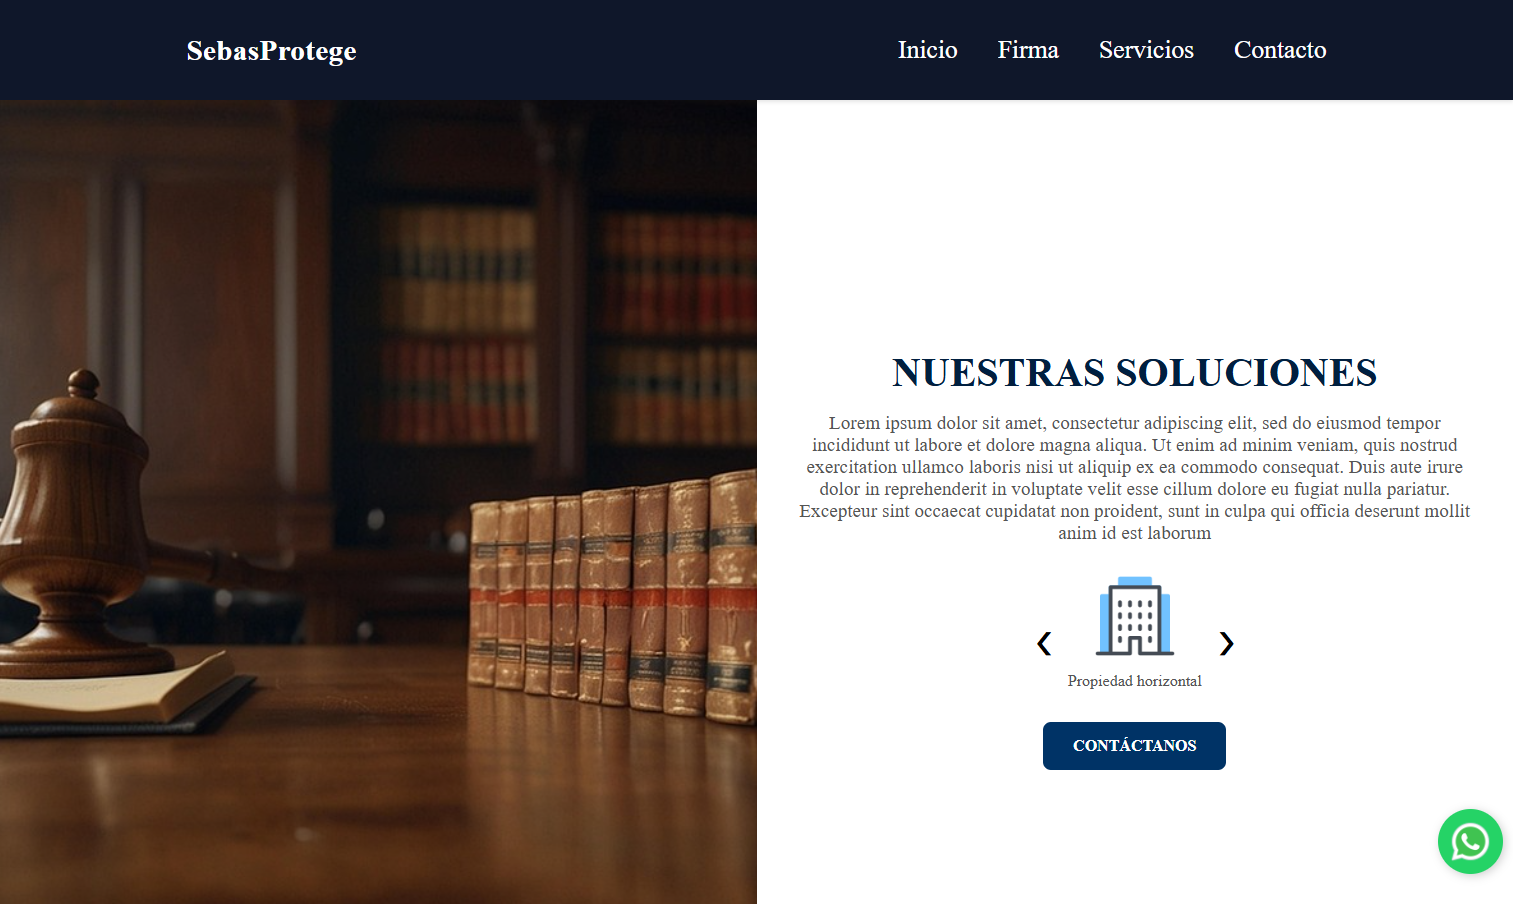 SebasProtege
Inicio Firma Servicios Contacto
NUESTRAS SOLUCIONES
Lorem ipsum dolor sit amet, consectetur adipiscing elit, sed do eiusmod tempor
incididunt ut labore et dolore magna aliqua. Ut enim ad minim veniam, quis nostrud
exercitation ullamco laboris nisi ut aliquip ex ea commodo consequat. Duis aute irure
dolor in reprehenderit in voluptate velit esse cillum dolore eu fugiat nulla pariatur.
Excepteur sint occaecat cupidatat non proident, sunt in culpa qui officia deserunt mollit
anim id est laborum
Propiedad horizontal
CONTÁCTANOS